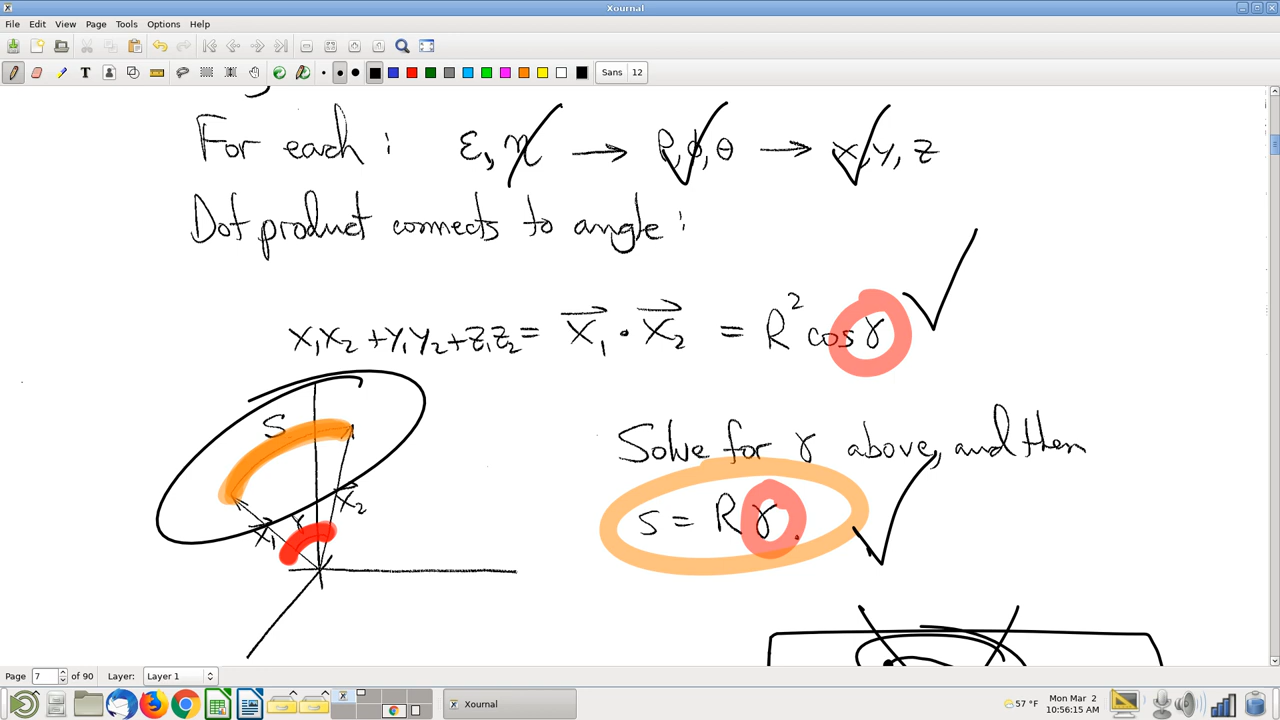 Xournal
File Edit View Page Tools Options Help
Sans 12
For each : ε, η → R, ϕ, θ → x, y, z
Dot product connects to angle :
x₁x₂ + y₁y₂ + z₁z₂ = X⃗₁ · X⃗₂ = R² cos γ
S
Solve for γ above, and then
s = Rγ.
X⃗₂
X⃗₁ γ
Page 7 of 90 Layer: Layer 1
Xournal
57 °F
Mon Mar 2
10:56:15 AM